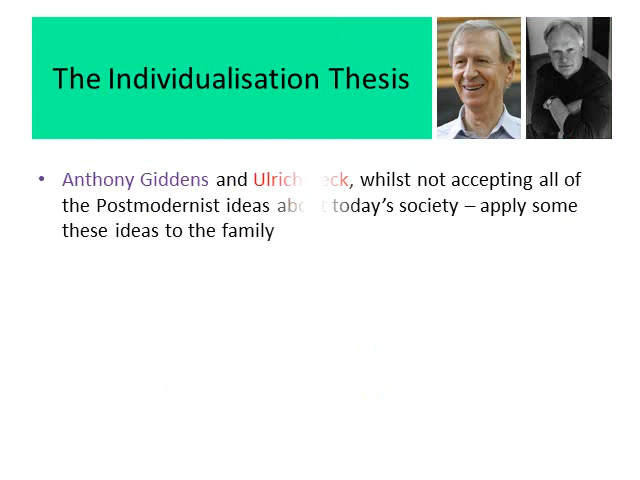 The Individualisation Thesis
• Anthony Giddens and Ulrich eck, whilst not accepting all of
the Postmodernist ideas about today's society – apply some
these ideas to the family